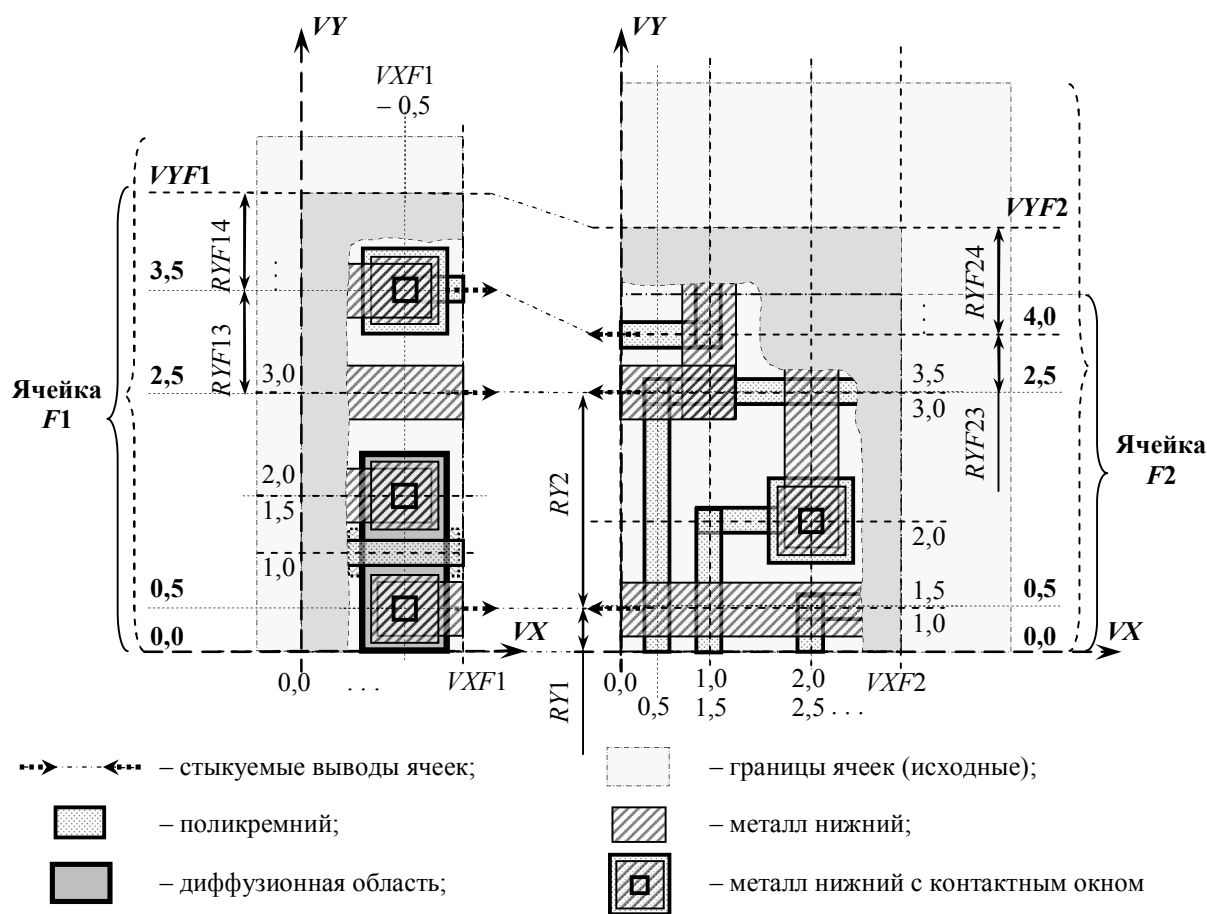 VY
VY
VXF1
– 0,5
VYF1
VYF2
RYF14
RYF24
3,5
4,0
RYF13
RYF23
2,5
3,0
3,5
3,0
2,5
Ячейка
F1
Ячейка
F2
RY2
2,0
1,5
2,0
1,0
0,5
1,5
0,5
1,0
0,0
0,0
VX
VX
0,0
. . .
VXF1
RY1
0,0
0,5
1,0
1,5
2,0
2,5 . . .
VXF2
– стыкуемые выводы ячеек;
– границы ячеек (исходные);
– поликремний;
– металл нижний;
– диффузионная область;
– металл нижний с контактным окном